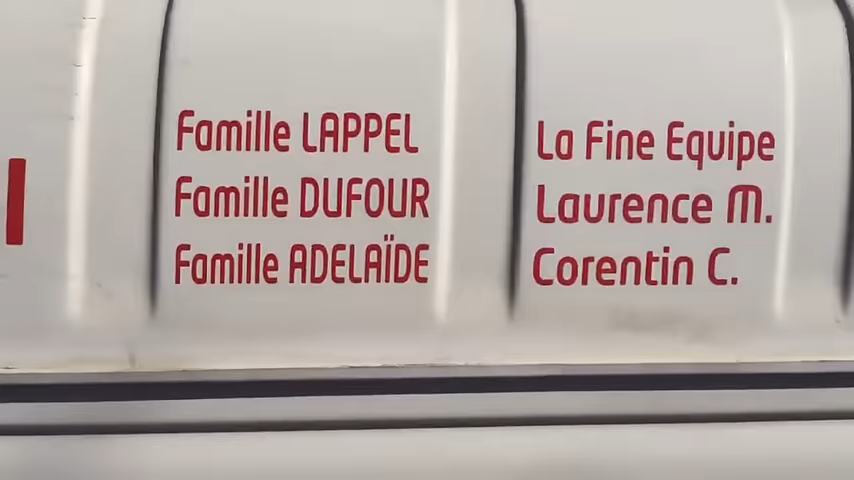 Famille LAPPEL
Famille DUFOUR
Famille ADELAÏDE
La Fine Equipe
Laurence M.
Corentin C.